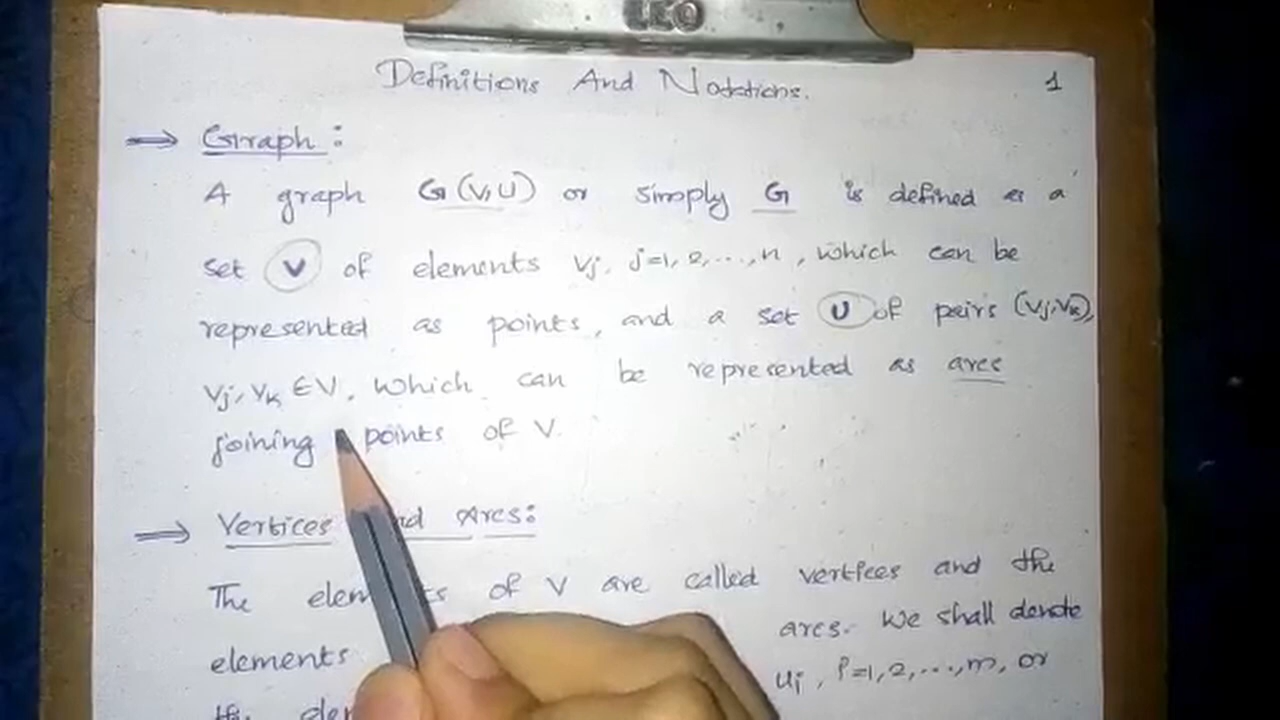 LEO
Definitions And Notations.
1
⟹ Graph :
A graph G(V,U) or simply G is defined as a
set V of elements vj, j=1, 2,...,n, which can be
represented as points, and a set U of pairs (vj,vk),
vj, vk ∈ V, which can be represented as arcs
joining points of V.
⟹ Vertices Arcs:
The of V are called vertices and the
elements arcs. We shall denote
i=1,2,...,m, or